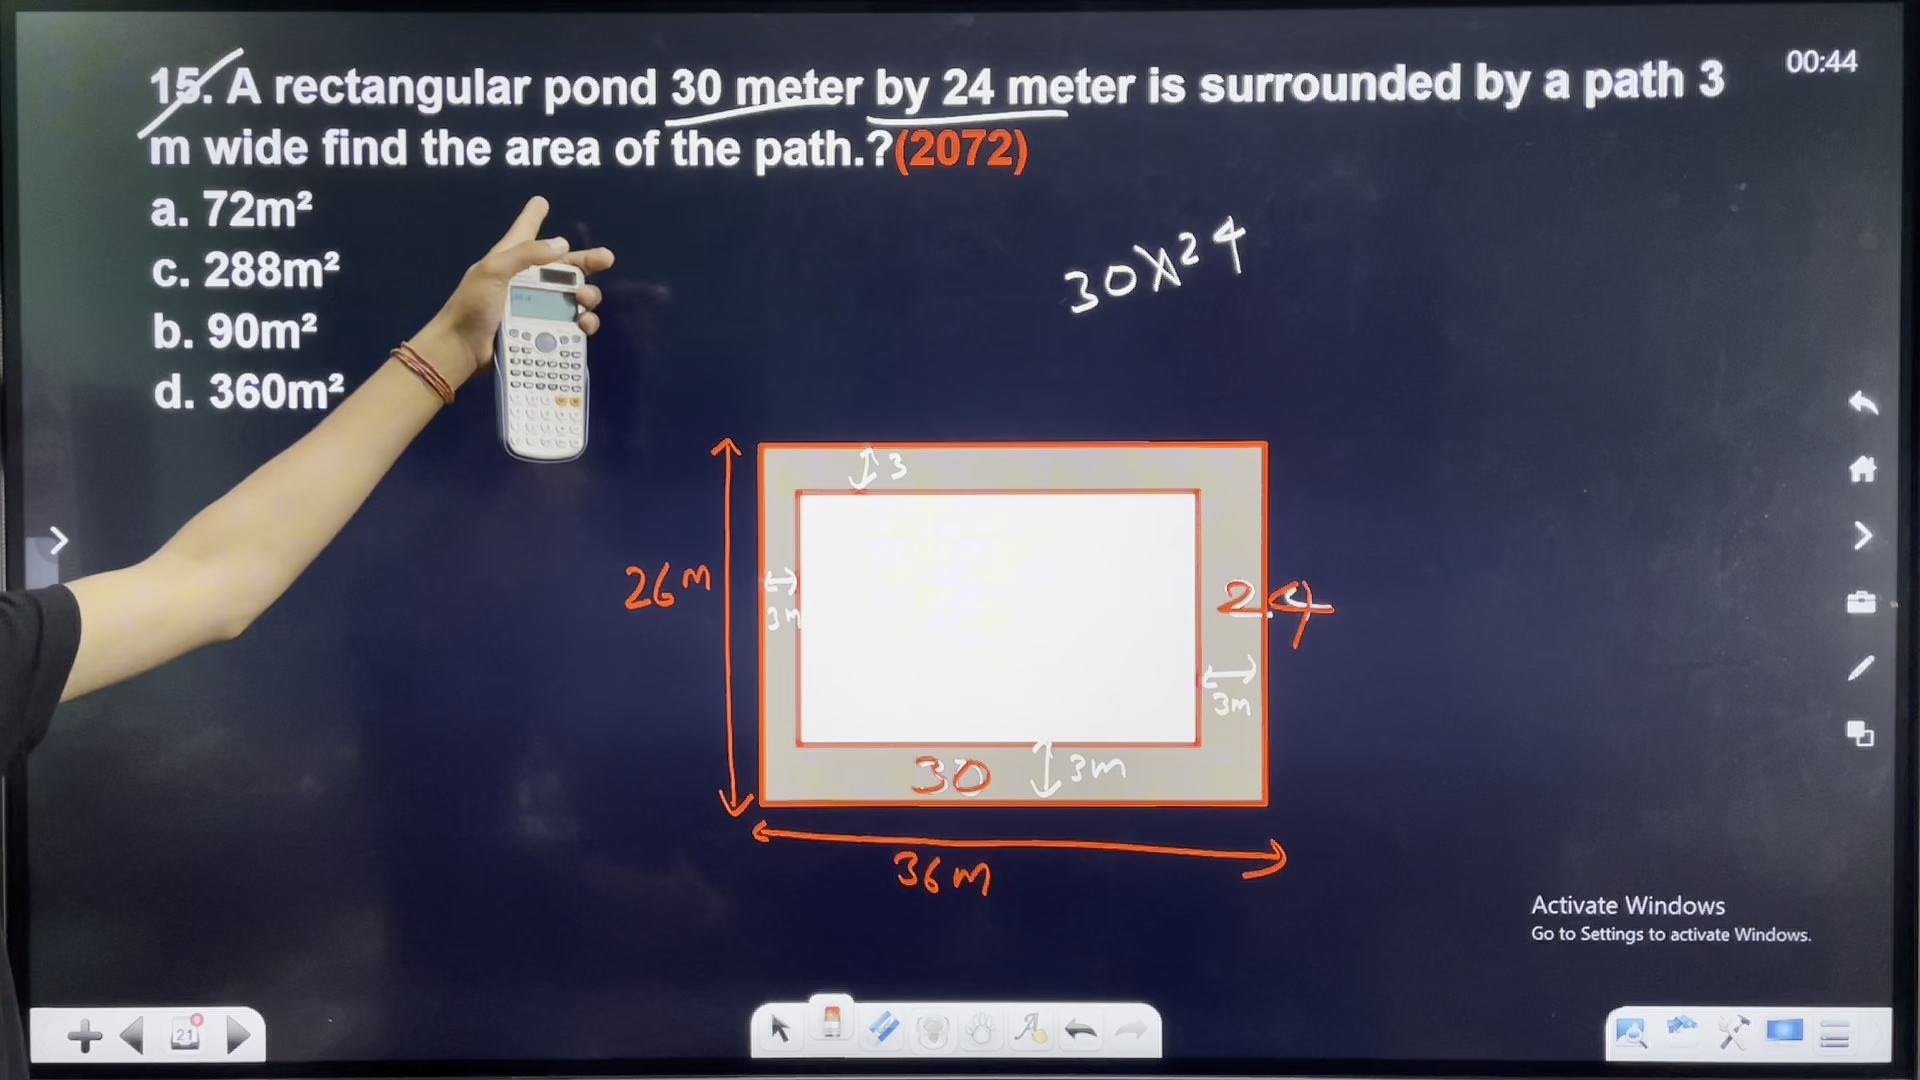 00:44
15. A rectangular pond 30 meter by 24 meter is surrounded by a path 3
m wide find the area of the path.?(2072)
a. 72m²
c. 288m²
b. 90m²
d. 360m²
30x24
3
26m
3m
24
3m
30
3m
36m
Activate Windows
Go to Settings to activate Windows.
21